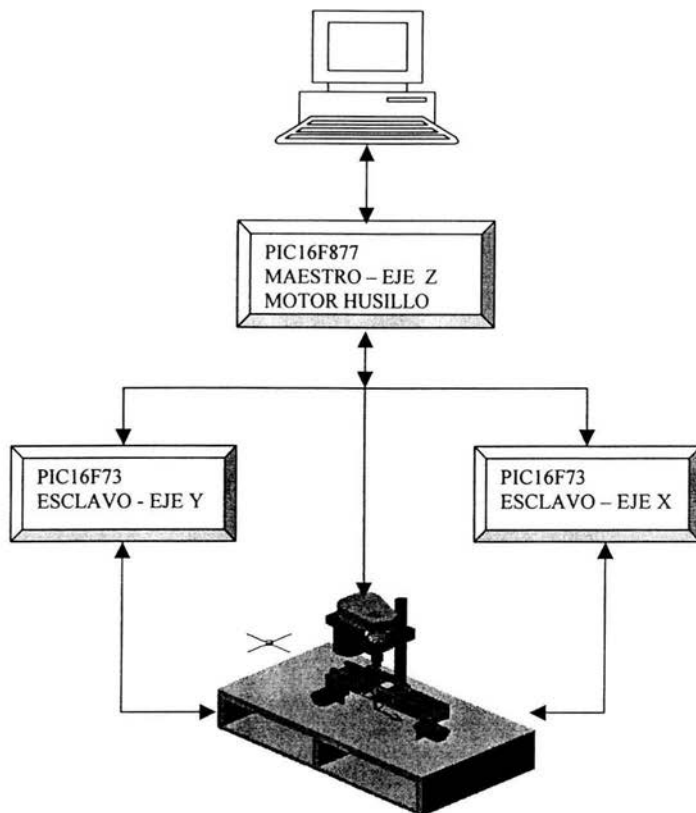 PIC16F877
MAESTRO – EJE Z
MOTOR HUSILLO
PIC16F73
ESCLAVO - EJE Y
PIC16F73
ESCLAVO – EJE X